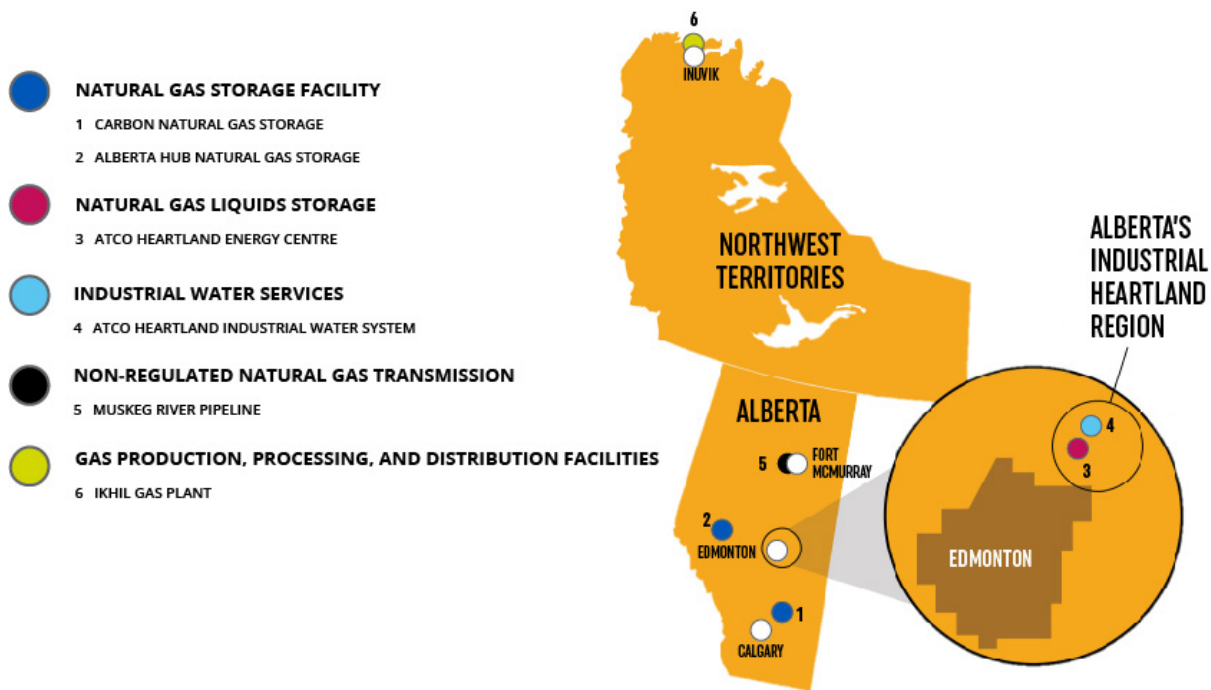 NATURAL GAS STORAGE FACILITY
1 CARBON NATURAL GAS STORAGE
2 ALBERTA HUB NATURAL GAS STORAGE
NATURAL GAS LIQUIDS STORAGE
3 ATCO HEARTLAND ENERGY CENTRE
INDUSTRIAL WATER SERVICES
4 ATCO HEARTLAND INDUSTRIAL WATER SYSTEM
NON-REGULATED NATURAL GAS TRANSMISSION
5 MUSKEG RIVER PIPELINE
GAS PRODUCTION, PROCESSING, AND DISTRIBUTION FACILITIES
6 IKHIL GAS PLANT
6
INUVIK
NORTHWEST
TERRITORIES
ALBERTA
5
FORT
MCMURRAY
2
EDMONTON
1
CALGARY
ALBERTA'S
INDUSTRIAL
HEARTLAND
REGION
4
3
EDMONTON